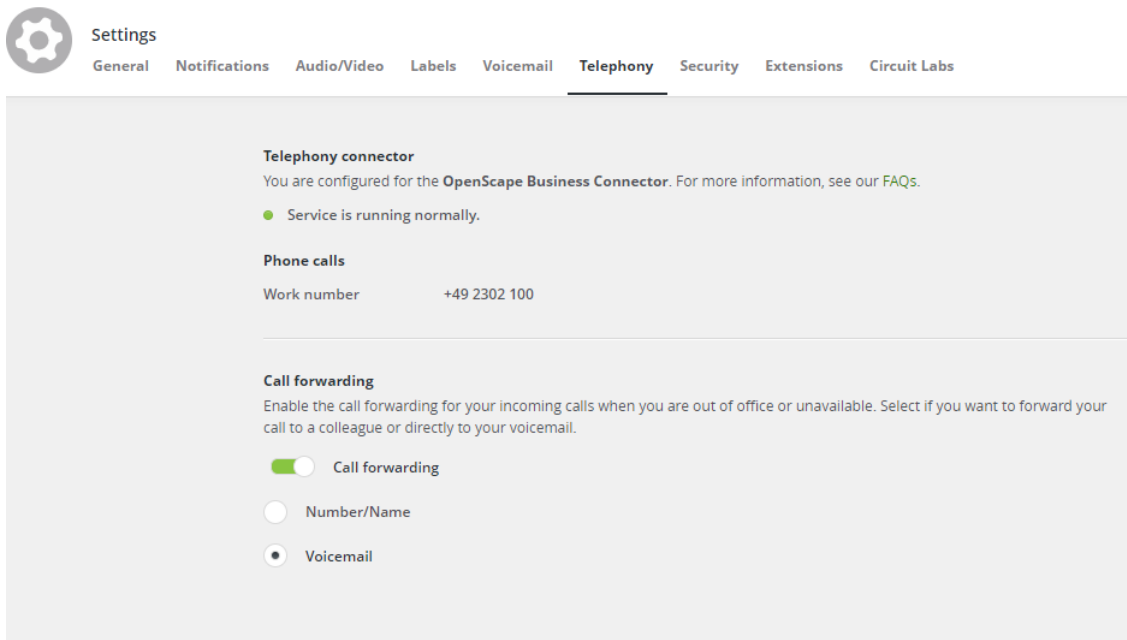 Settings
General Notifications Audio/Video Labels Voicemail Telephony Security Extensions Circuit Labs
Telephony connector
You are configured for the OpenScape Business Connector. For more information, see our FAQs.
Service is running normally.
Phone calls
Work number +49 2302 100
Call forwarding
Enable the call forwarding for your incoming calls when you are out of office or unavailable. Select if you want to forward your
call to a colleague or directly to your voicemail.
Call forwarding
Number/Name
Voicemail